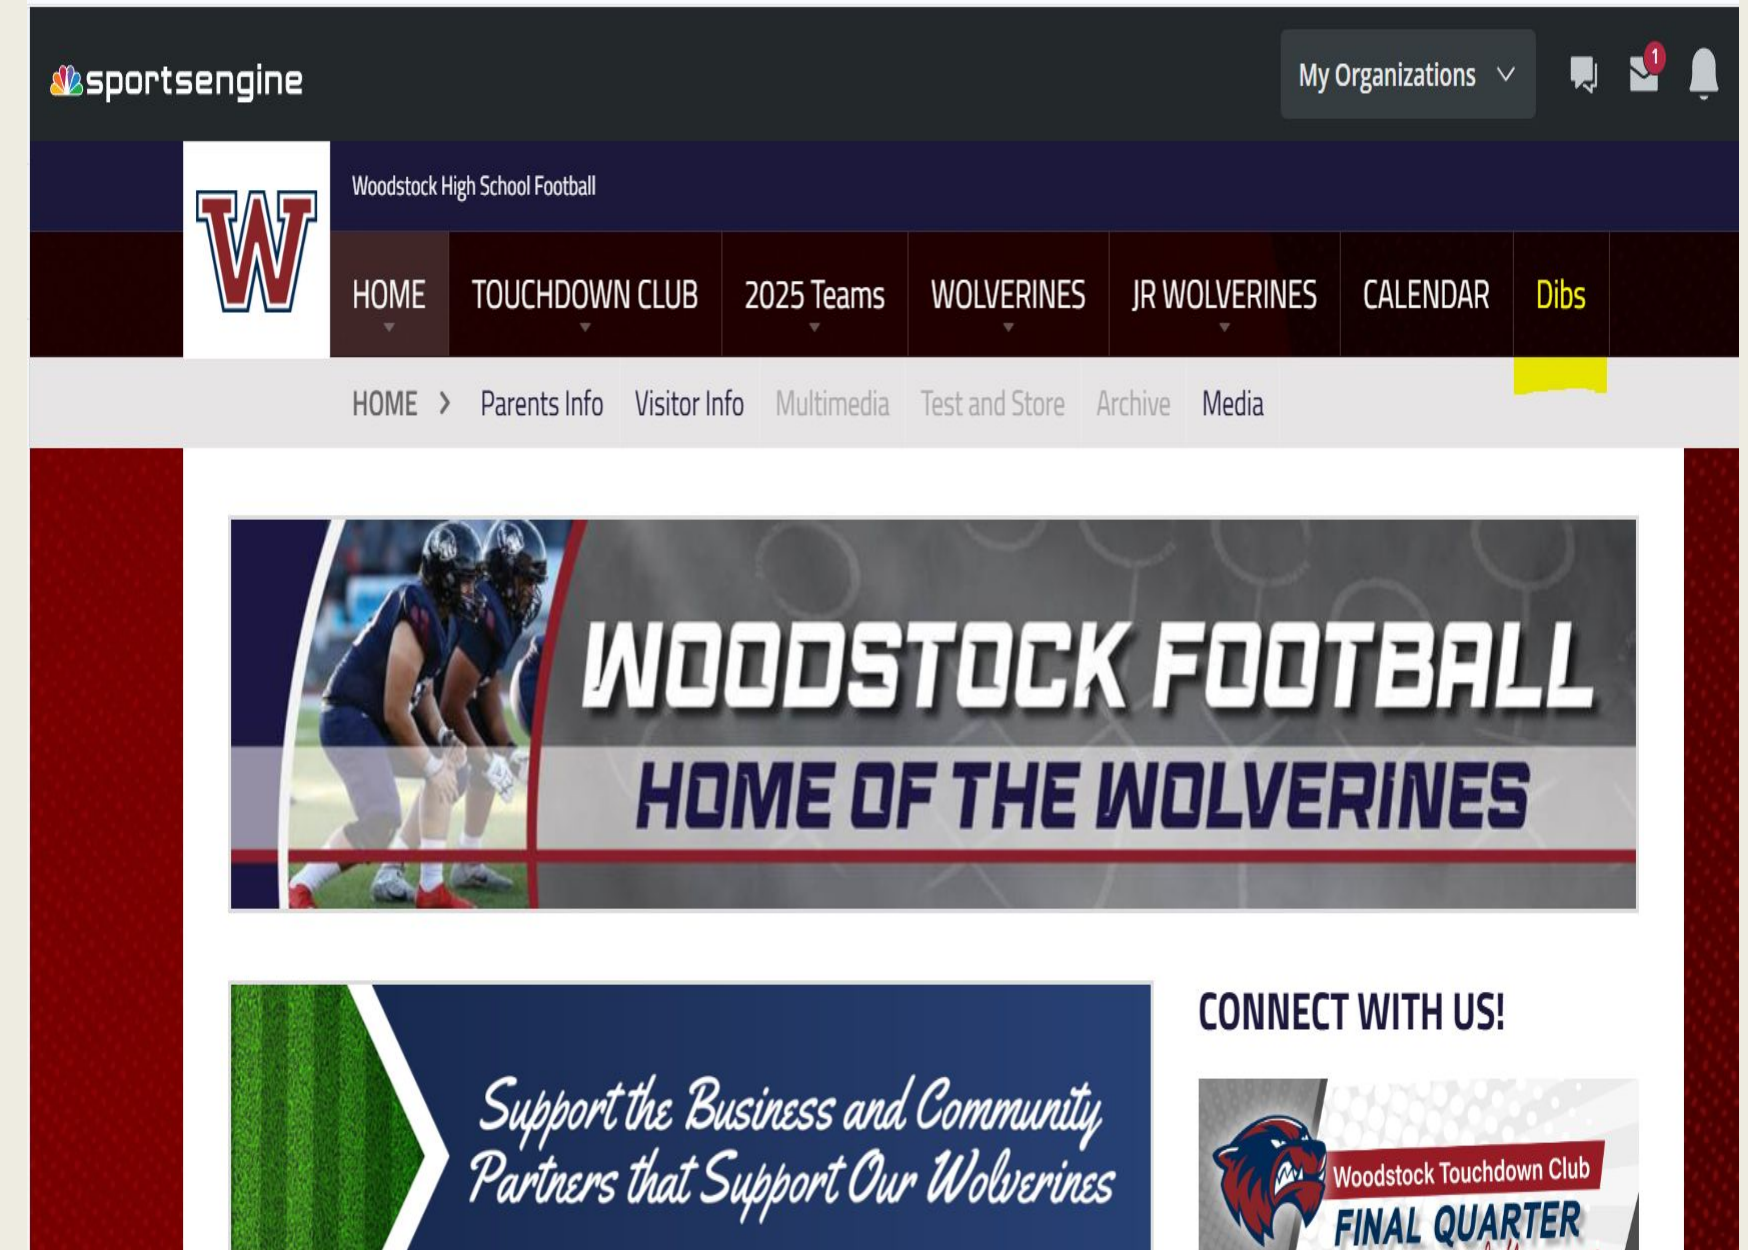 sportsengine
My Organizations
1
Woodstock High School Football
W
HOME
TOUCHDOWN CLUB
2025 Teams
WOLVERINES
JR WOLVERINES
CALENDAR
Dibs
HOME > Parents Info Visitor Info Multimedia Test and Store Archive Media
WOODSTOCK FOOTBALL
HOME OF THE WOLVERINES
Support the Business and Community
Partners that Support Our Wolverines
CONNECT WITH US!
Woodstock Touchdown Club
FINAL QUARTER